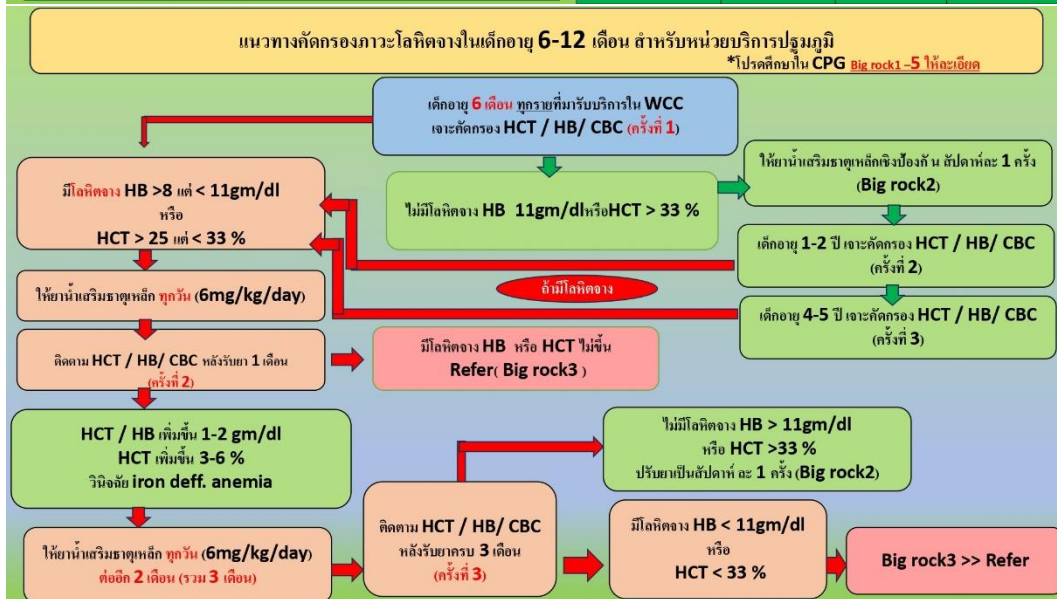 แนวทางคัดกรองภาวะโลหิตจางในเด็กอายุ 6-12 เดือน สำหรับหน่วยบริการปฐมภูมิ
*โปรดศึกษาใน CPG Big rock1 –5 ให้ละเอียด
เด็กอายุ 6 เดือน ทุกรายที่มารับบริการใน WCC
เจาะคัดกรอง HCT / HB/ CBC (ครั้งที่ 1)
มีโลหิตจาง HB >8 แต่ < 11gm/dl
หรือ
HCT > 25 แต่ < 33 %
ไม่มีโลหิตจาง HB 11gm/dlหรือHCT > 33 %
ให้ยาน้ำเสริมธาตุเหล็กเชิงป้องกัน สัปดาห์ละ 1 ครั้ง
(Big rock2)
เด็กอายุ 1-2 ปี เจาะคัดกรอง HCT / HB/ CBC
(ครั้งที่ 2)
ถ้ามีโลหิตจาง
เด็กอายุ 4-5 ปี เจาะคัดกรอง HCT / HB/ CBC
(ครั้งที่ 3)
ให้ยาน้ำเสริมธาตุเหล็ก ทุกวัน (6mg/kg/day)
ติดตาม HCT / HB/ CBC หลังรับยา 1 เดือน
(ครั้งที่ 2)
มีโลหิตจาง HB หรือ HCT ไม่ขึ้น
Refer( Big rock3 )
HCT / HB เพิ่มขึ้น 1-2 gm/dl
HCT เพิ่มขึ้น 3-6 %
วินิจฉัย iron deff. anemia
ให้ยาน้ำเสริมธาตุเหล็ก ทุกวัน (6mg/kg/day)
ต่ออีก 2 เดือน (รวม 3 เดือน)
ติดตาม HCT / HB/ CBC
หลังรับยาครบ 3 เดือน
(ครั้งที่ 3)
ไม่มีโลหิตจาง HB > 11gm/dl
หรือ HCT >33 %
ปรับยาเป็นสัปดาห์ ละ 1 ครั้ง (Big rock2)
มีโลหิตจาง HB < 11gm/dl
หรือ
HCT < 33 %
Big rock3 >> Refer